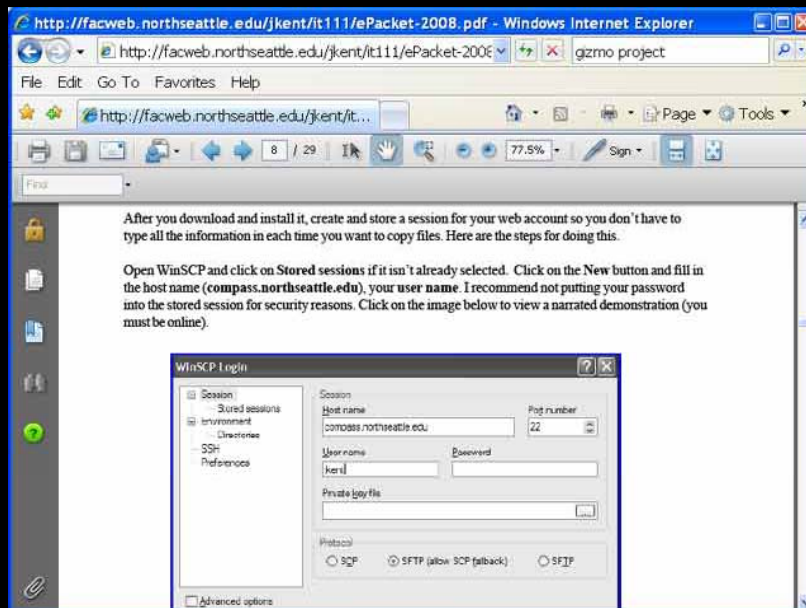 http://facweb.northseattle.edu/jkent/it111/ePacket-2008.pdf - Windows Internet Explorer
http://facweb.northseattle.edu/jkent/it111/ePacket-2008 gizmo project
File Edit Go To Favorites Help
http://facweb.northseattle.edu/jkent/it... Page Tools
8 / 29 77.5% Sign
Find
After you download and install it, create and store a session for your web account so you don't have to
type all the information in each time you want to copy files. Here are the steps for doing this.
Open WinSCP and click on Stored sessions if it isn't already selected. Click on the New button and fill in
the host name (compass.northseattle.edu), your user name. I recommend not putting your password
into the stored session for security reasons. Click on the image below to view a narrated demonstration (you
must be online).
WinSCP Login
Session
Stored sessions
Environment
Directories
SSH
Preferences
Session
Host name Port number
compass.northseattle.edu 22
User name Password
kent
Private key file
...
Protocol
SCP SFTP (allow SCP fallback) SFTP
Advanced options